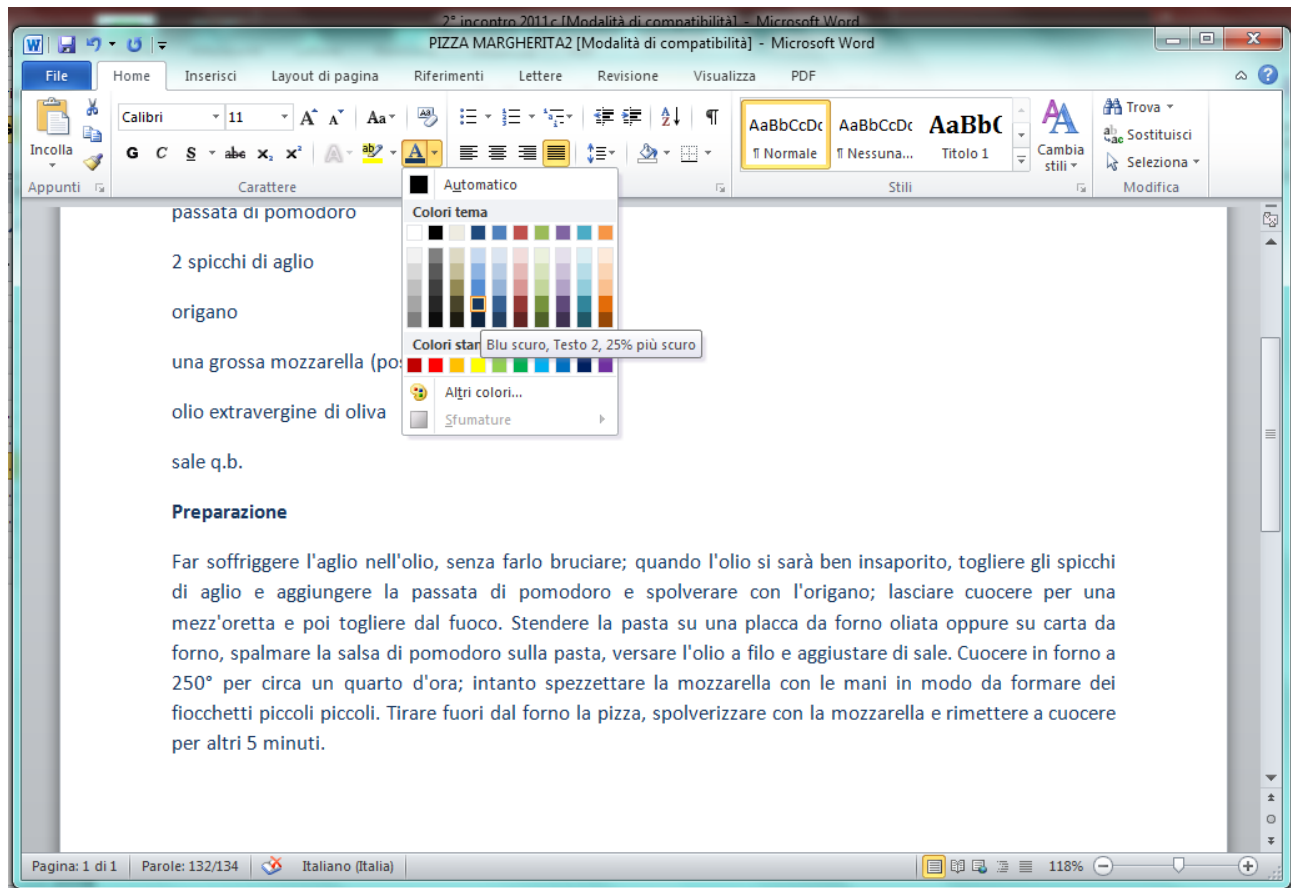 2° incontro 2011c [Modalità di compatibilità] - Microsoft Word
PIZZA MARGHERITA2 [Modalità di compatibilità] - Microsoft Word
File Home Inserisci Layout di pagina Riferimenti Lettere Revisione Visualizza PDF
Incolla
Calibri 11
G C S abc x₂ x²
AaBbCcDc AaBbCcDc AaBb(
¶ Normale ¶ Nessuna... Titolo 1
Cambia stili
Trova
Sostituisci
Seleziona
Appunti Carattere Stili Modifica
Automatico
Colori tema
Blu scuro, Testo 2, 25% più scuro
Colori stan
Altri colori...
Sfumature
passata di pomodoro
2 spicchi di aglio
origano
una grossa mozzarella (pos
olio extravergine di oliva
sale q.b.
Preparazione
Far soffriggere l'aglio nell'olio, senza farlo bruciare; quando l'olio si sarà ben insaporito, togliere gli spicchi
di aglio e aggiungere la passata di pomodoro e spolverare con l'origano; lasciare cuocere per una
mezz'oretta e poi togliere dal fuoco. Stendere la pasta su una placca da forno oliata oppure su carta da
forno, spalmare la salsa di pomodoro sulla pasta, versare l'olio a filo e aggiustare di sale. Cuocere in forno a
250° per circa un quarto d'ora; intanto spezzettare la mozzarella con le mani in modo da formare dei
fiocchetti piccoli piccoli. Tirare fuori dal forno la pizza, spolverizzare con la mozzarella e rimettere a cuocere
per altri 5 minuti.
Pagina: 1 di 1 Parole: 132/134 Italiano (Italia) 118%